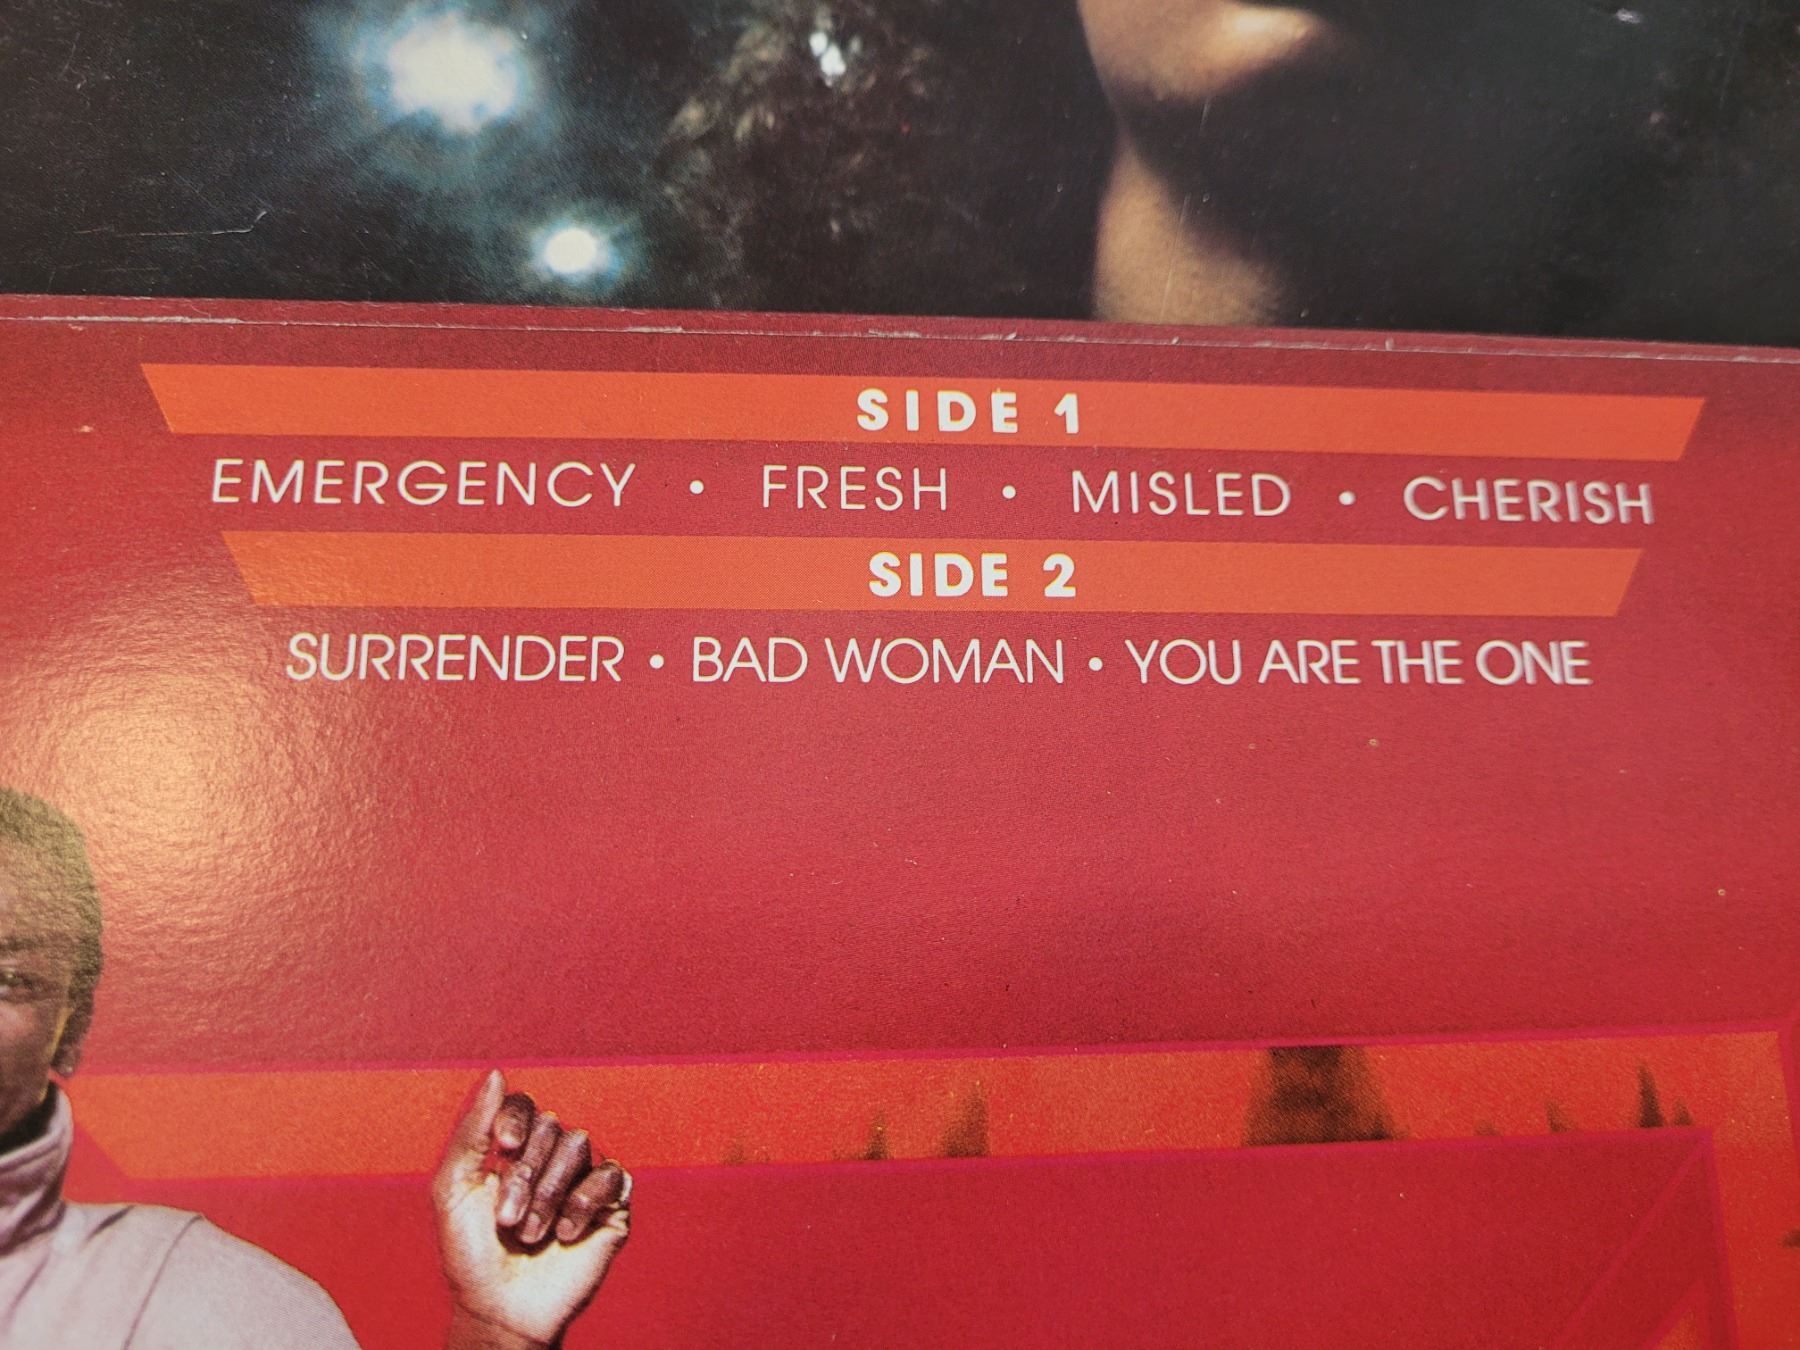 SIDE 1
EMERGENCY • FRESH • MISLED • CHERISH
SIDE 2
SURRENDER • BAD WOMAN • YOU ARE THE ONE